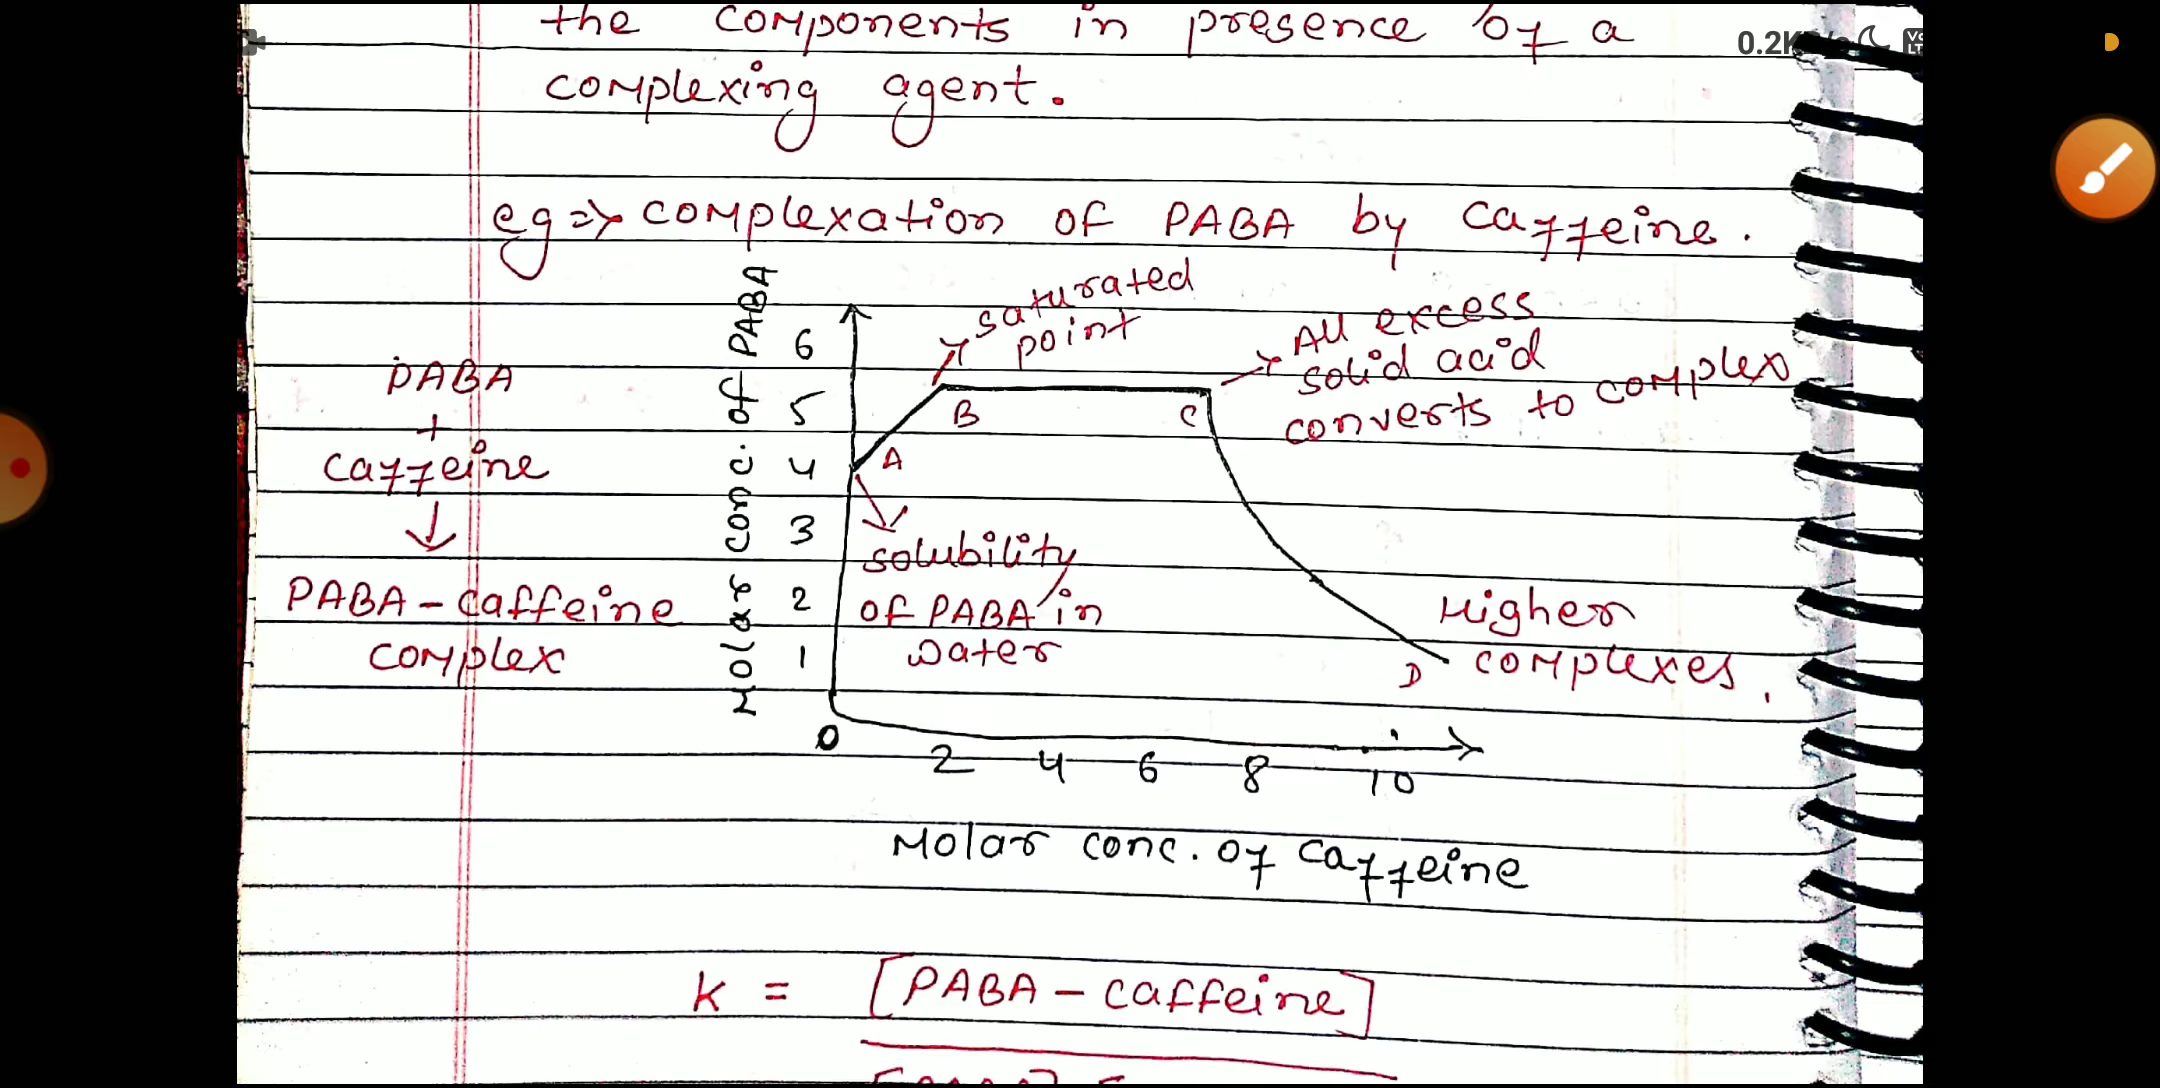 the components in presence of a
0.2K
complexing agent.
eg => complexation of PABA by caffeine.
saturated
point
All excess
solid acid
converts to complex
Molar conc. of PABA
6
5
4
3
2
1
0
PABA
+
caffeine
↓
PABA - caffeine
complex
B
C
A
solubility
of PABA in
water
Higher
D complexes.
2 4 6 8 10
Molar conc. of caffeine
K = [PABA - caffeine]